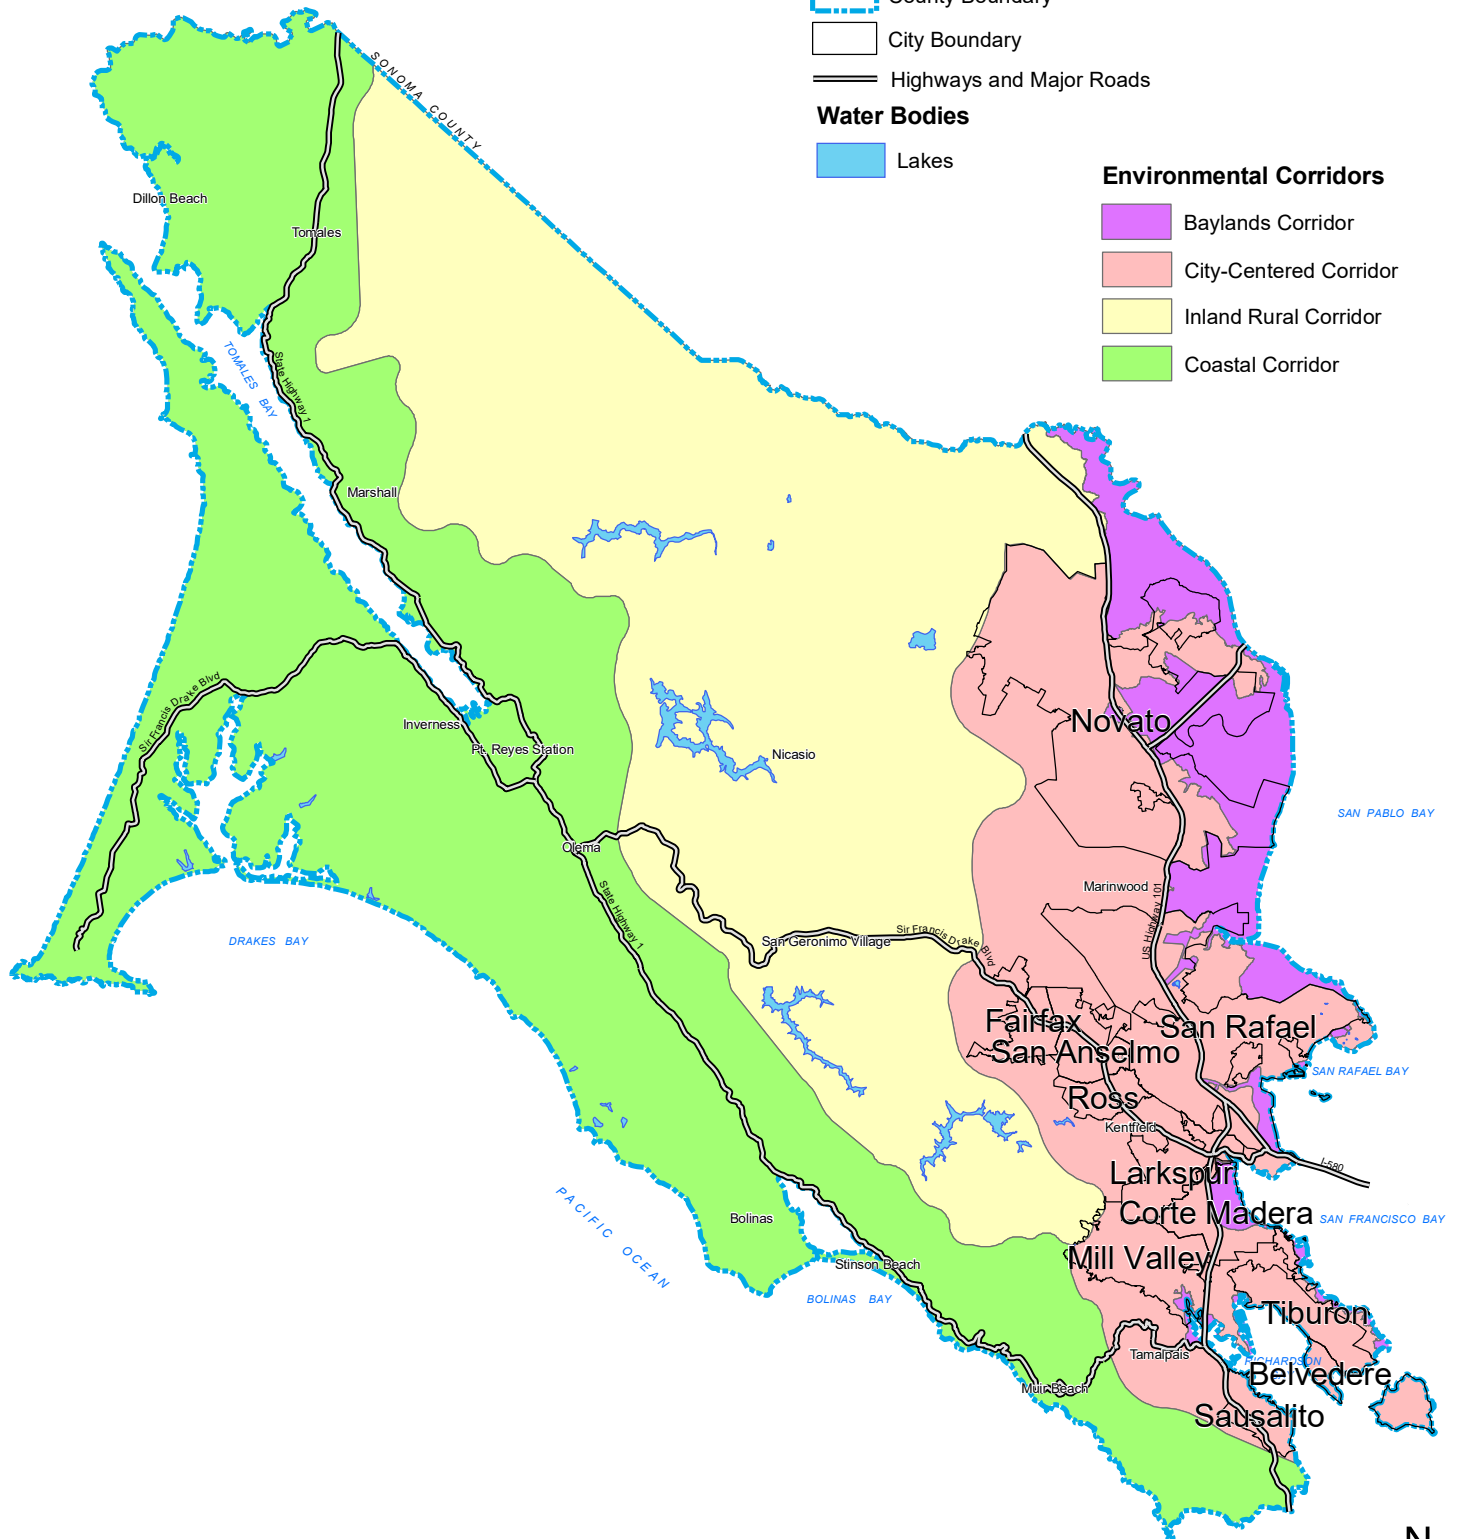 County Boundary
City Boundary
Highways and Major Roads
Water Bodies
Lakes
Environmental Corridors
Baylands Corridor
City-Centered Corridor
Inland Rural Corridor
Coastal Corridor
SONOMA COUNTY
Dillon Beach
Tomales
TOMALES BAY
State Highway 1
Marshall
Sir Francis Drake Blvd
Inverness
Pt. Reyes Station
Nicasio
Novato
SAN PABLO BAY
Olema
Marinwood
State Highway 1
US Highway 101
DRAKES BAY
San Geronimo Village
Sir Francis Drake Blvd
Fairfax
San Rafael
San Anselmo
SAN RAFAEL BAY
Ross
Kentfield
I-580
Larkspur
PACIFIC OCEAN
Bolinas
Corte Madera
SAN FRANCISCO BAY
Mill Valley
Stinson Beach
BOLINAS BAY
Tiburon
Tamalpais
RICHARDSON
Belvedere
Muir Beach
Sausalito
N